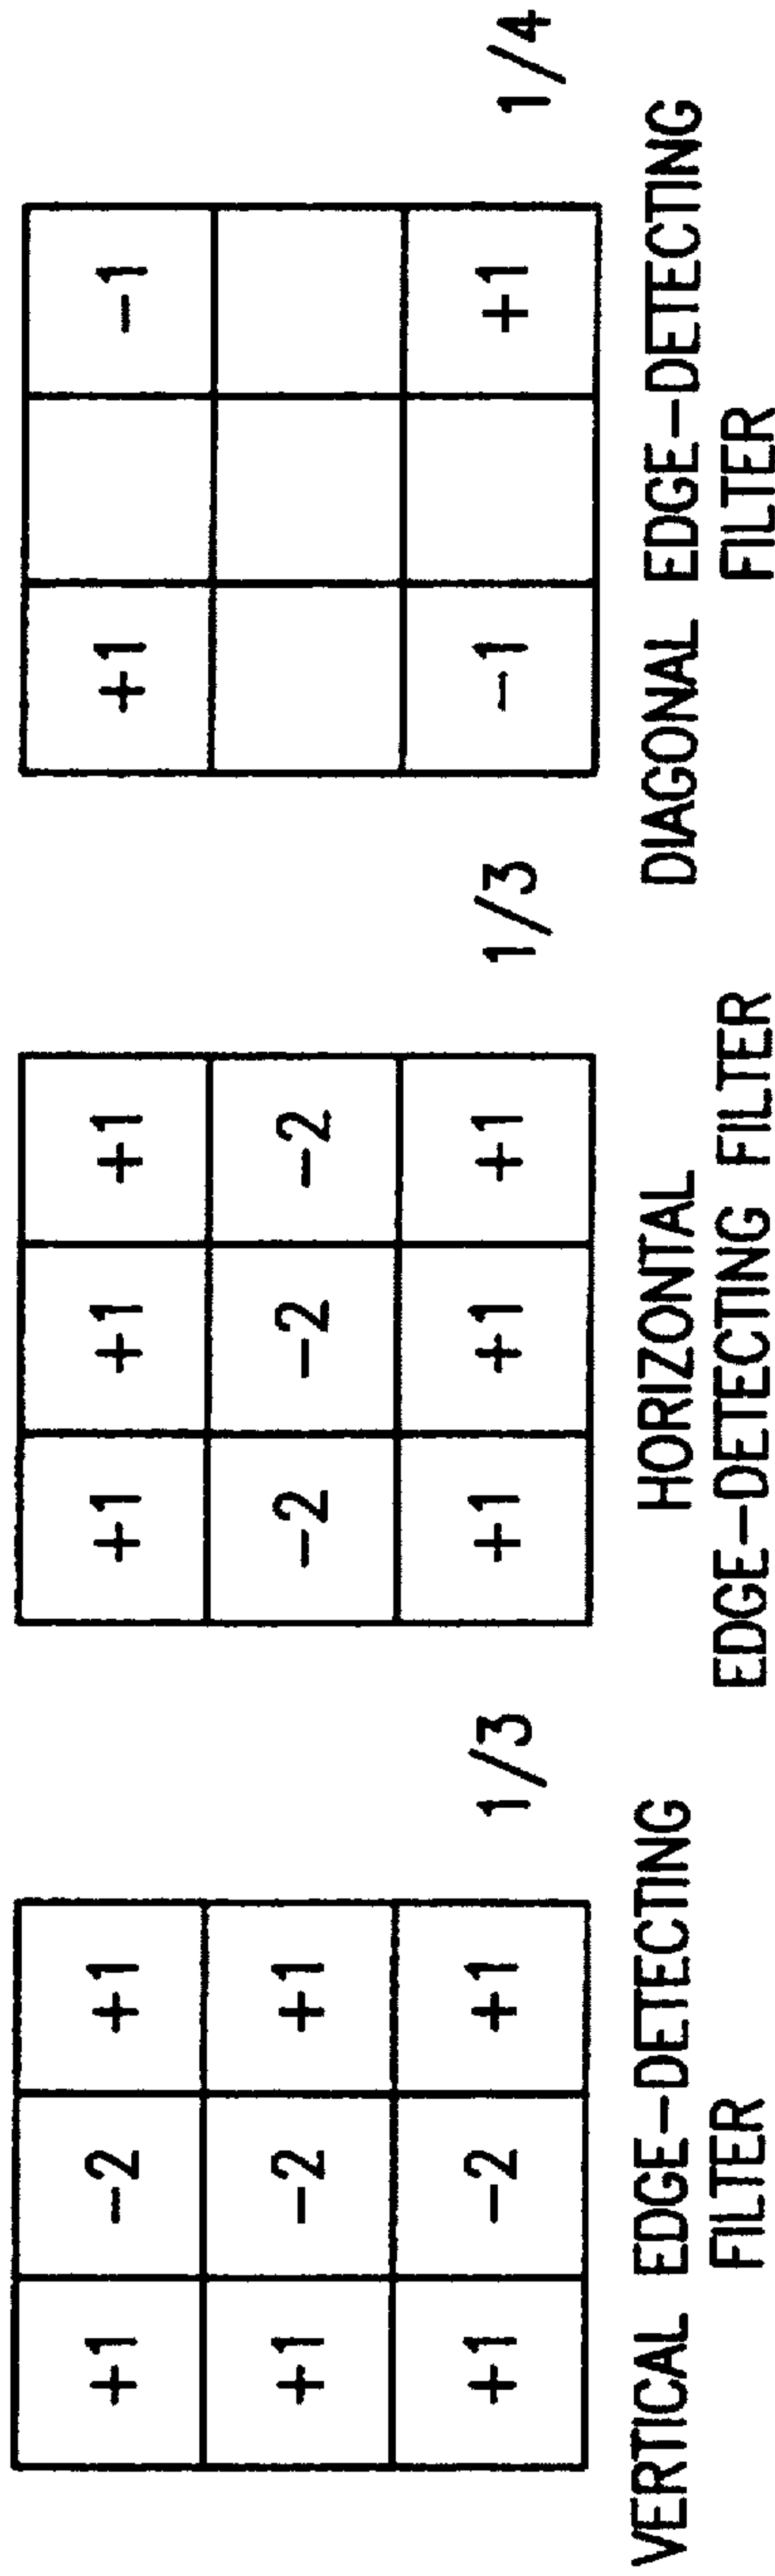 +1 -2 +1
+1 -2 +1
+1 -2 +1
1/3
VERTICAL EDGE-DETECTING
FILTER
+1 +1 +1
-2 -2 -2
+1 +1 +1
1/3
HORIZONTAL
EDGE-DETECTING FILTER
+1 -1
-1 +1
1/4
DIAGONAL EDGE-DETECTING
FILTER